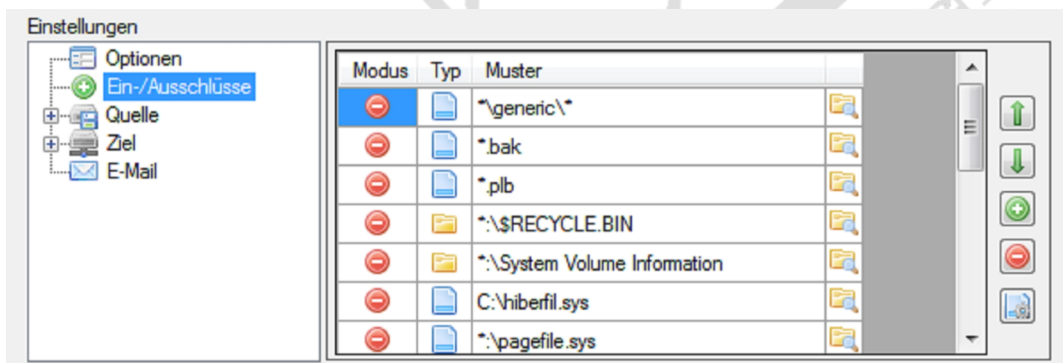 Einstellungen
Optionen
Ein-/Ausschlüsse
Quelle
Ziel
E-Mail
Modus Typ Muster
*\generic\*
*.bak
*.plb
*:\$RECYCLE.BIN
*:\System Volume Information
C:\hiberfil.sys
*:\pagefile.sys